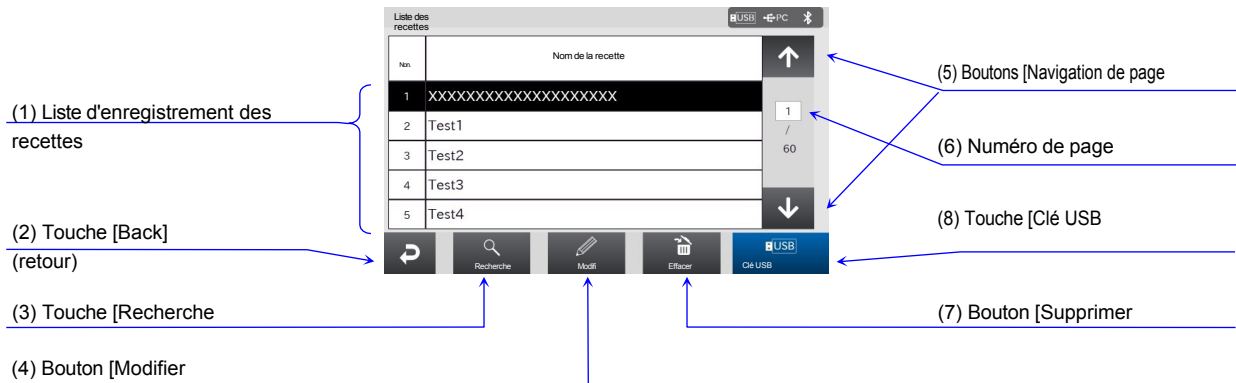 Liste des
recettes
USB PC
Non.
Nom de la recette
1 XXXXXXXXXXXXXXXXXXXX
2 Test1
3 Test2
4 Test3
5 Test4
1
/
60
Recherche
Modifi
Effacer
USB
Clé USB
(1) Liste d'enregistrement des
recettes
(2) Touche [Back]
(retour)
(3) Touche [Recherche
(4) Bouton [Modifier
(5) Boutons [Navigation de page
(6) Numéro de page
(8) Touche [Clé USB
(7) Bouton [Supprimer